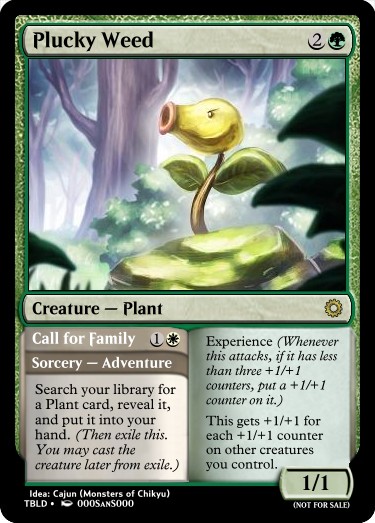 Plucky Weed 2
Creature — Plant
Call for Family 1
Sorcery — Adventure
Search your library for
a Plant card, reveal it,
and put it into your
hand. (Then exile this.
You may cast the
creature later from exile.)
Experience (Whenever
this attacks, if it has less
than three +1/+1
counters, put a +1/+1
counter on it.)
This gets +1/+1 for
each +1/+1 counter
on other creatures
you control.
1/1
Idea: Cajun (Monsters of Chikyu)
TBLD • 000SANS000
(NOT FOR SALE)